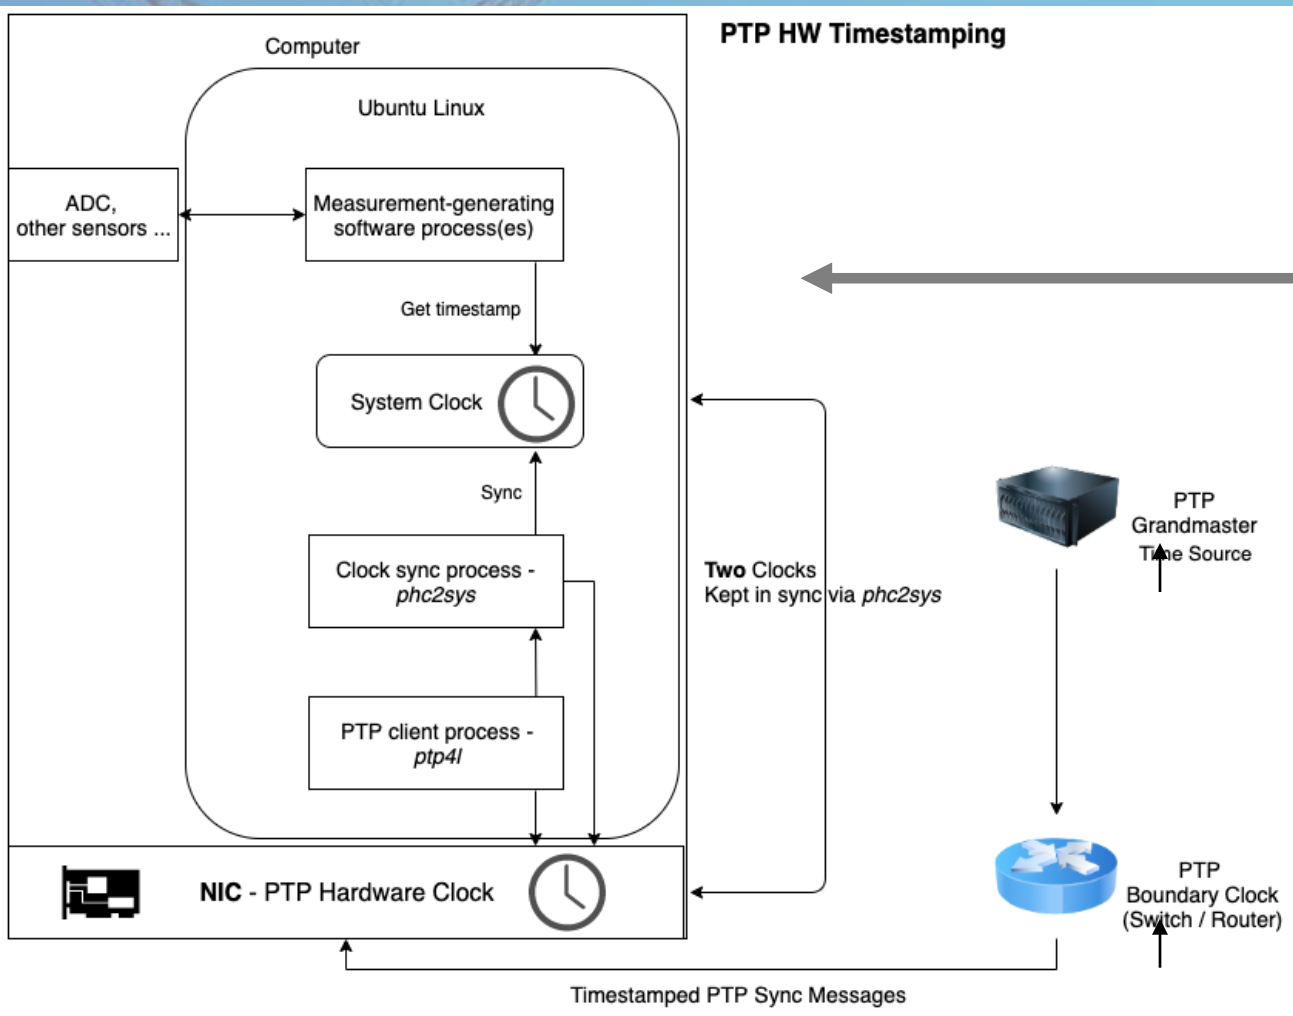 PTP HW Timestamping
Computer
Ubuntu Linux
ADC,
other sensors ...
Measurement-generating
software process(es)
Get timestamp
System Clock
Sync
Clock sync process -
phc2sys
Two Clocks
Kept in sync via phc2sys
PTP
Grandmaster
Time Source
PTP client process -
ptp4l
NIC - PTP Hardware Clock
PTP
Boundary Clock
(Switch / Router)
Timestamped PTP Sync Messages